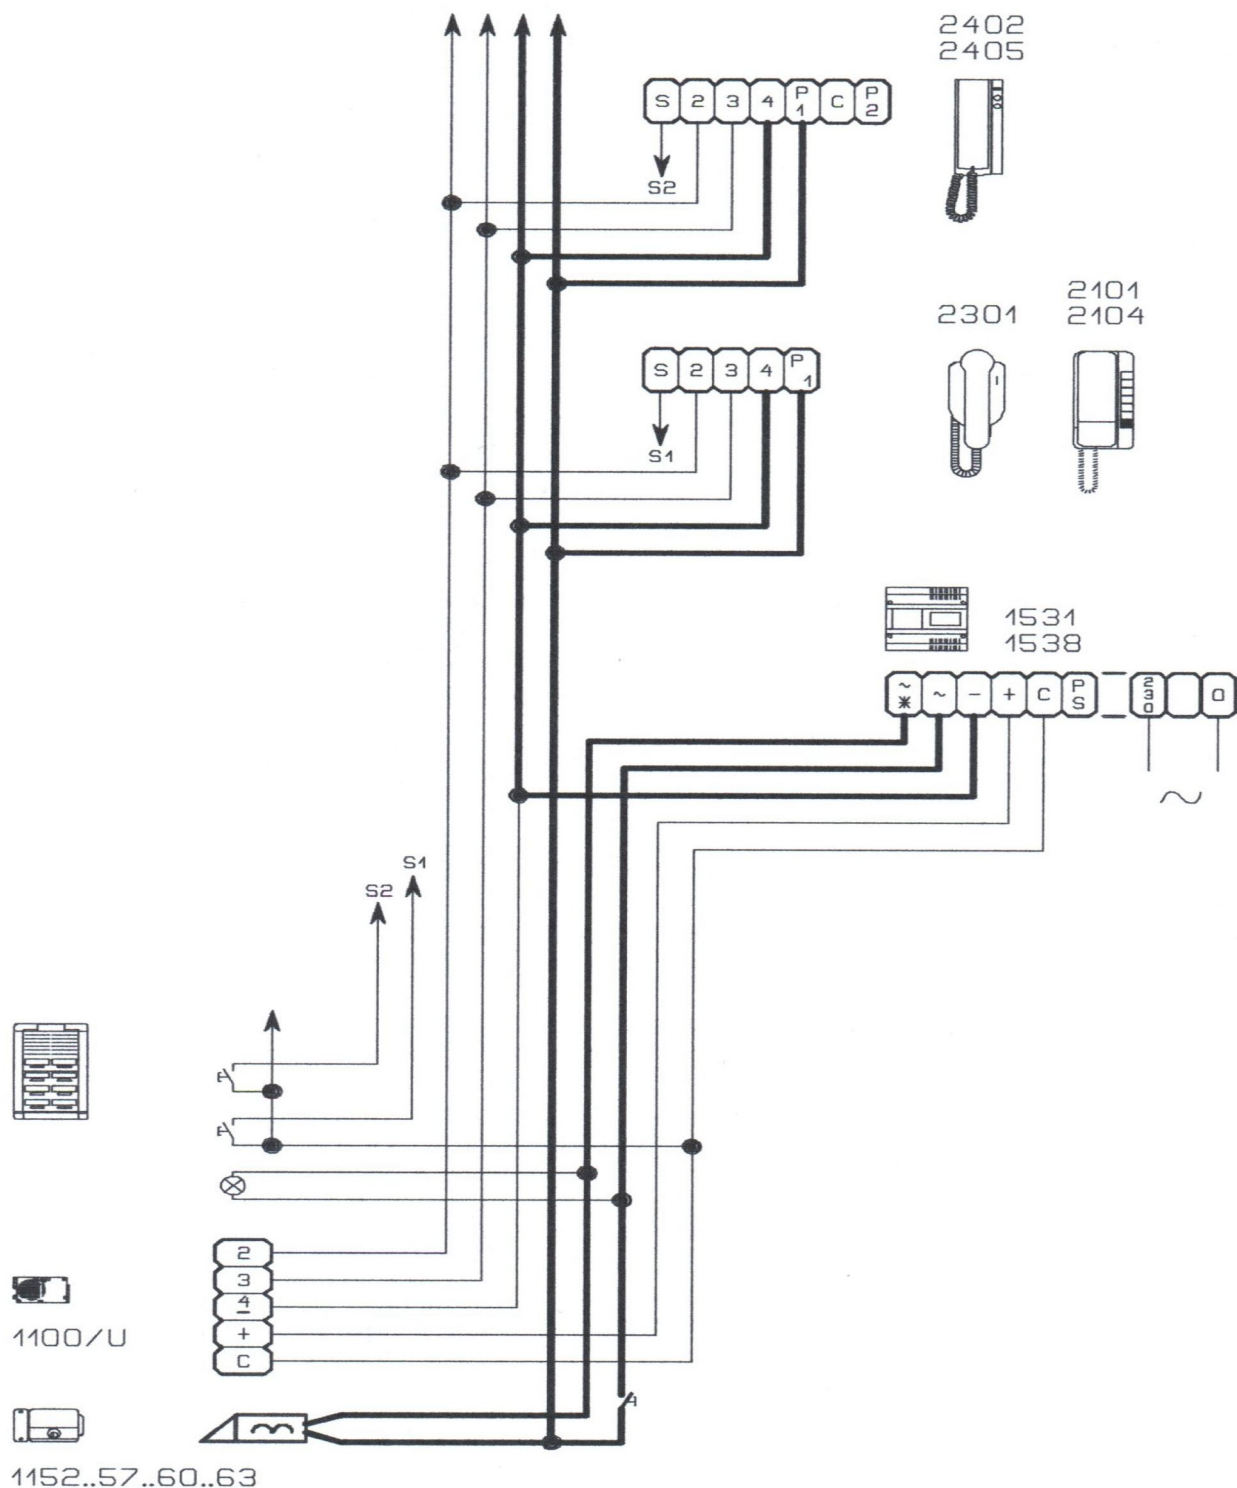 2402
2405
S 2 3 4 P1 C P2
S2
2101
2301 2104
S 2 3 4 P1
S1
1531
1538
~* ~ - + C PS 230 0
~
S1
S2
2
3
4
+
1100/U
C
1152..57..60..63